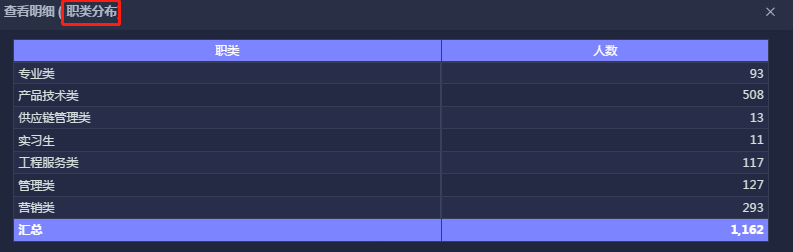 查看明细 ( 职类分布
职类 人数
专业类 93
产品技术类 508
供应链管理类 13
实习生 11
工程服务类 117
管理类 127
营销类 293
汇总 1,162